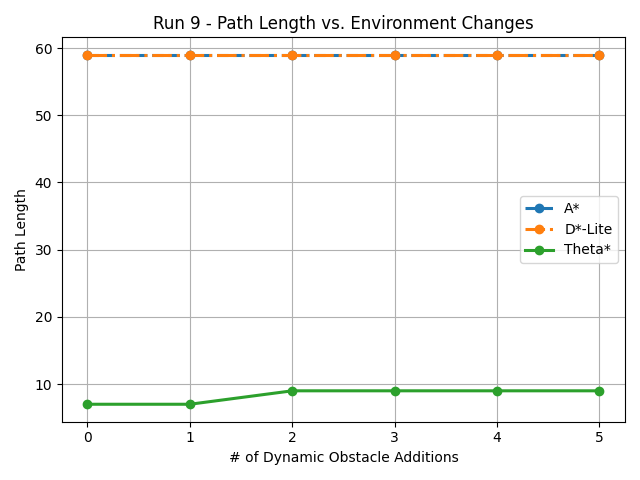 Run 9 - Path Length vs. Environment Changes
60
50
40
30
20
10
Path Length
A*
D*-Lite
Theta*
0 1 2 3 4 5
# of Dynamic Obstacle Additions